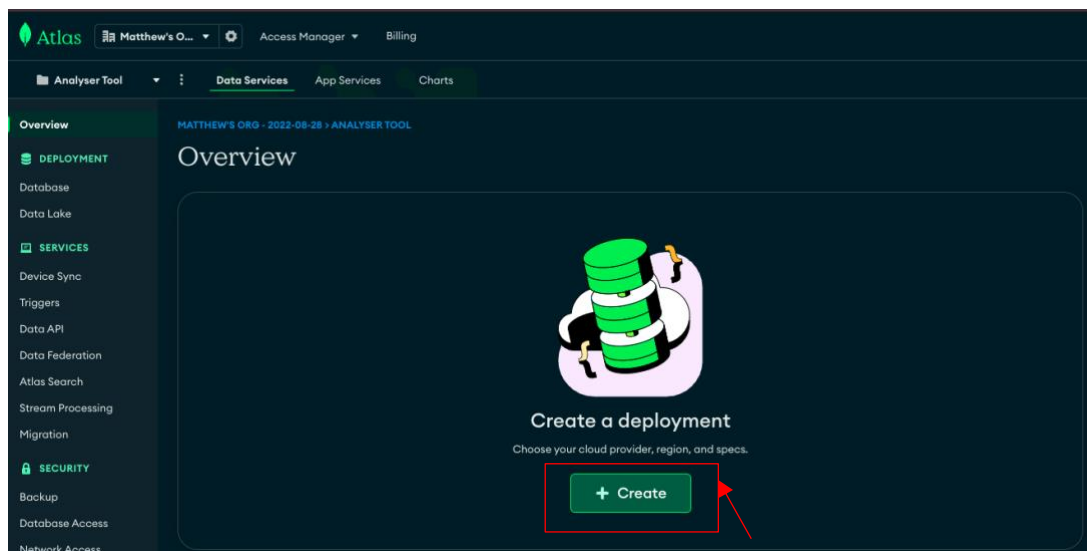 Atlas Matthew's O... Access Manager Billing
Analyser Tool Data Services App Services Charts
Overview
DEPLOYMENT
Database
Data Lake
SERVICES
Device Sync
Triggers
Data API
Data Federation
Atlas Search
Stream Processing
Migration
SECURITY
Backup
Database Access
Network Access
MATTHEW'S ORG - 2022-08-28 > ANALYSER TOOL
Overview
Create a deployment
Choose your cloud provider, region, and specs.
+ Create